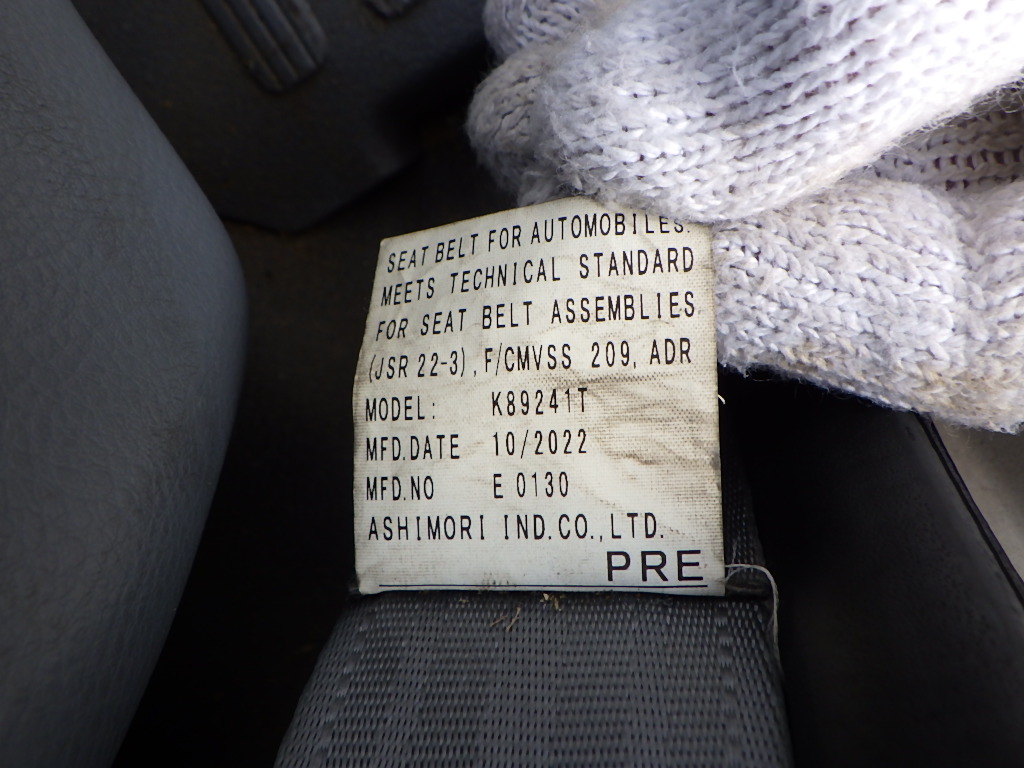 SEAT BELT FOR AUTOMOBILES.
MEETS TECHNICAL STANDARD
FOR SEAT BELT ASSEMBLIES
(JSR 22-3), F/CMVSS 209, ADR
MODEL: K89241T
MFD.DATE 10/2022
MFD.NO E 0130
ASHIMORI IND.CO.,LTD.
PRE